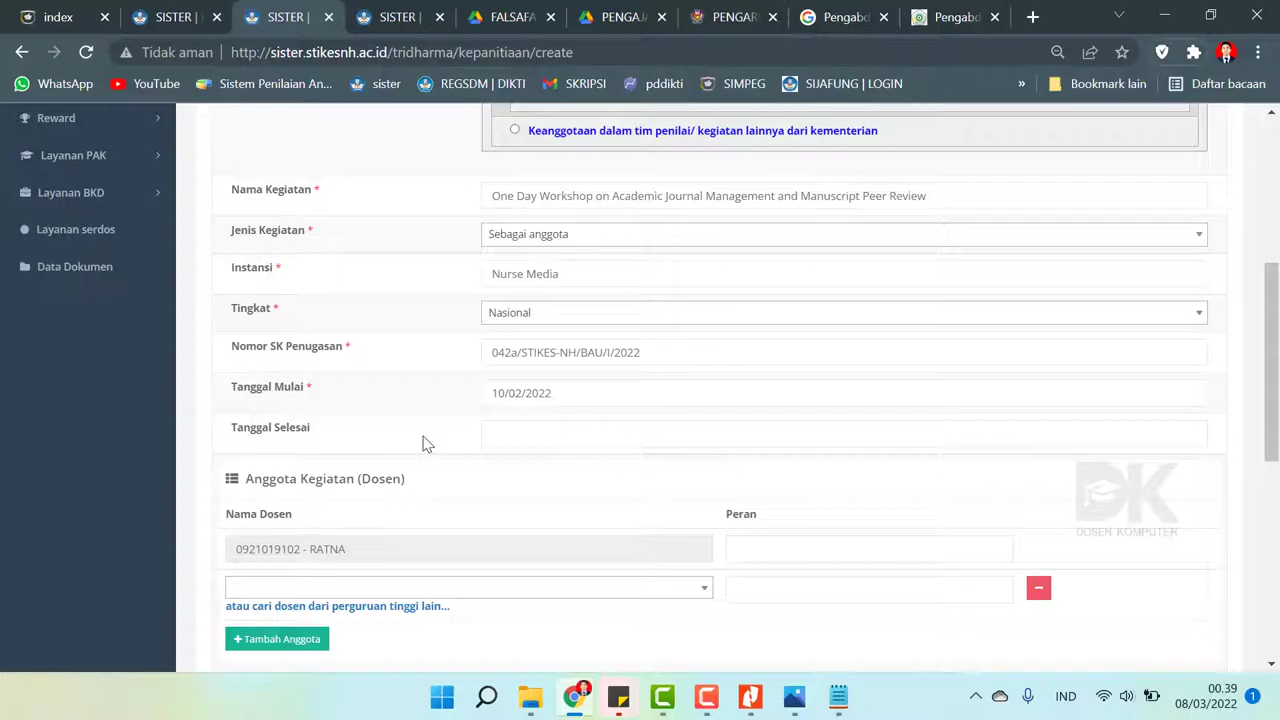 index
SISTER |
SISTER |
SISTER |
FALSAFA
PENGAJA
PENGUM
Pengabd
Pengabd
Tidak aman
http://sister.stikesnh.ac.id/tridharma/kepanitiaan/create
WhatsApp
YouTube
Sistem Penilaian An...
sister
REGSDM | DIKTI
SKRIPSI
pddikti
SIMPEG
SIJAFUNG | LOGIN
»
Bookmark lain
Daftar bacaan
Reward
Layanan PAK
Layanan BKD
Layanan serdos
Data Dokumen
Keanggotaan dalam tim penilai/ kegiatan lainnya dari kementerian
Nama Kegiatan *
One Day Workshop on Academic Journal Management and Manuscript Peer Review
Jenis Kegiatan *
Sebagai anggota
Instansi *
Nurse Media
Tingkat *
Nasional
Nomor SK Penugasan *
042a/STIKES-NH/BAU/I/2022
Tanggal Mulai *
10/02/2022
Tanggal Selesai
Anggota Kegiatan (Dosen)
DK
DOSEN KOMPUTER
Nama Dosen
Peran
0921019102 - RATNA
atau cari dosen dari perguruan tinggi lain...
+ Tambah Anggota
IND
00.39
08/03/2022
1